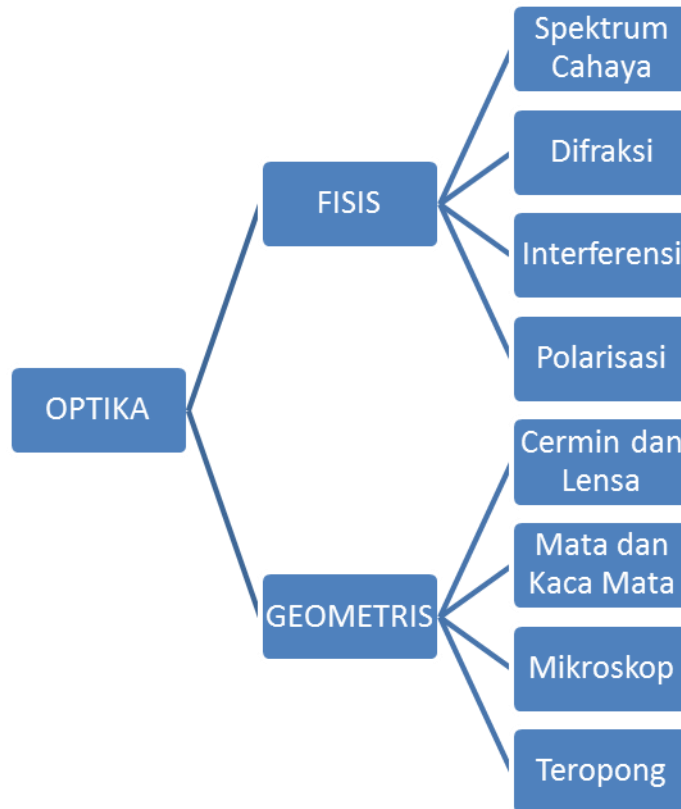 OPTIKA
FISIS
Spektrum
Cahaya
Difraksi
Interferensi
Polarisasi
GEOMETRIS
Cermin dan
Lensa
Mata dan
Kaca Mata
Mikroskop
Teropong